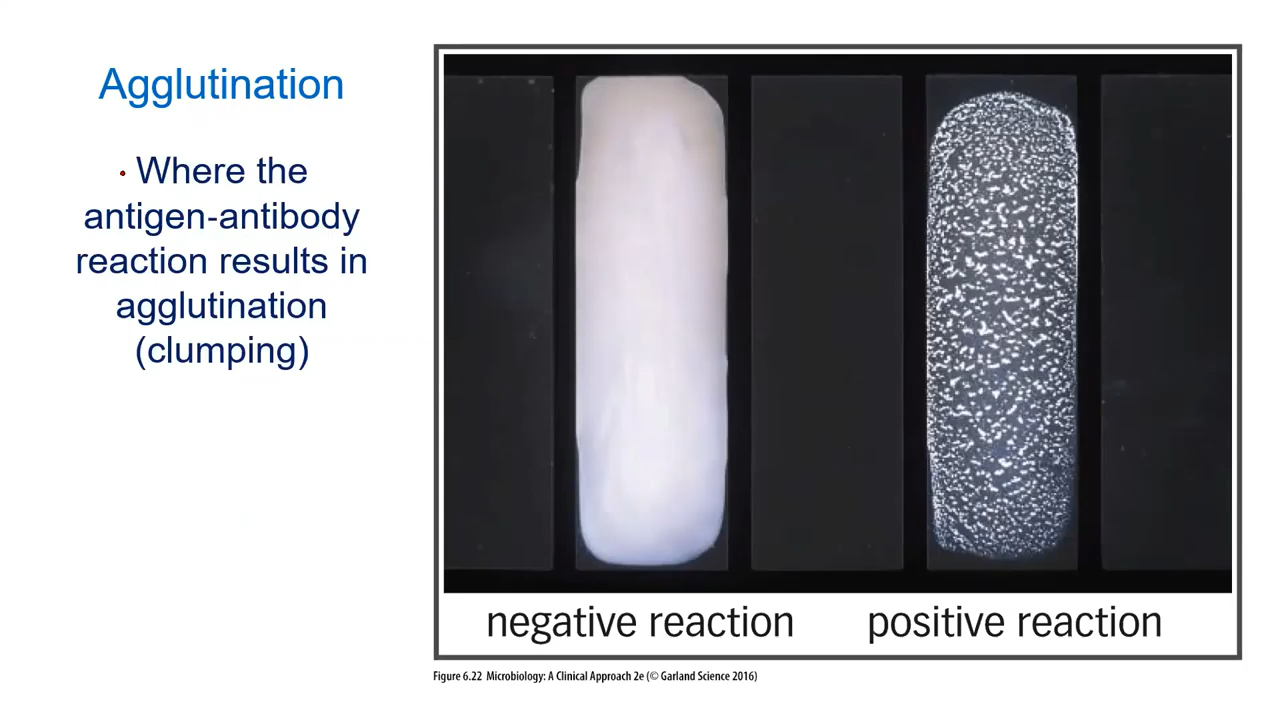 Agglutination
• Where the
antigen-antibody
reaction results in
agglutination
(clumping)
negative reaction
positive reaction
Figure 6.22 Microbiology: A Clinical Approach 2e (© Garland Science 2016)